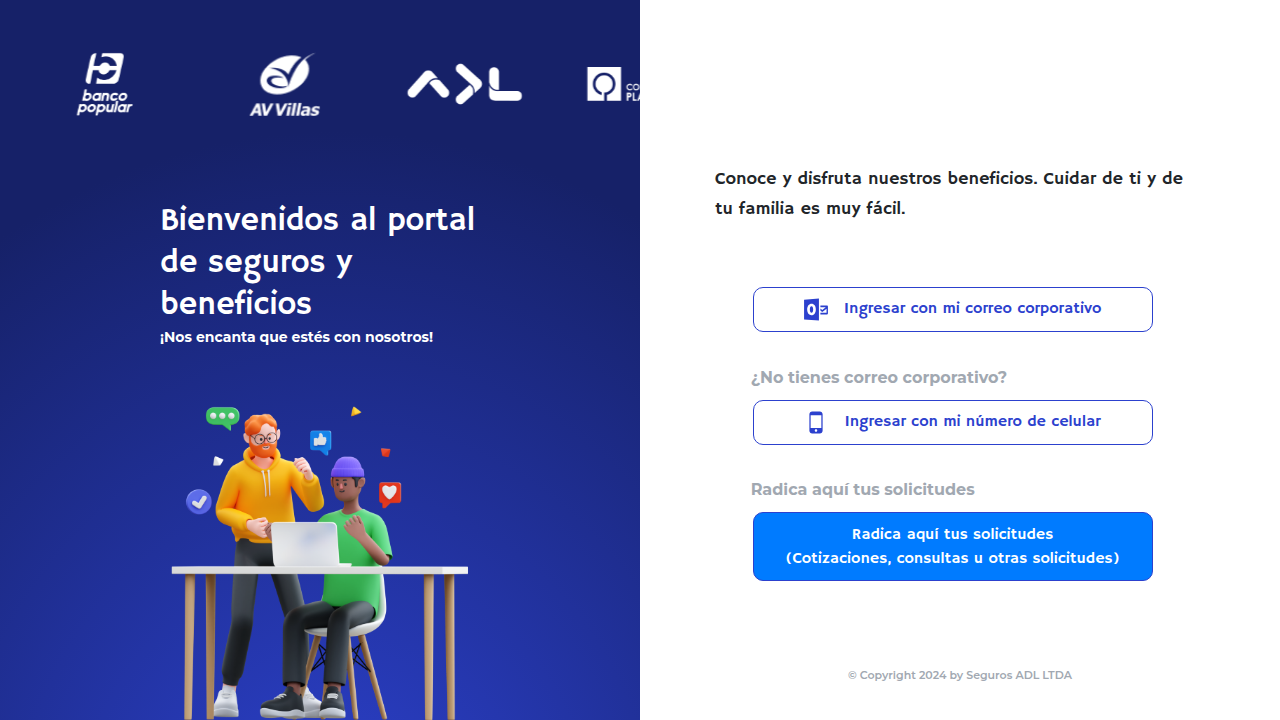 banco
popular
AV Villas
ADL
Bienvenidos al portal
de seguros y
beneficios
¡Nos encanta que estés con nosotros!
Conoce y disfruta nuestros beneficios. Cuidar de ti y de
tu familia es muy fácil.
Ingresar con mi correo corporativo
¿No tienes correo corporativo?
Ingresar con mi número de celular
Radica aquí tus solicitudes
Radica aquí tus solicitudes
(Cotizaciones, consultas u otras solicitudes)
© Copyright 2024 by Seguros ADL LTDA